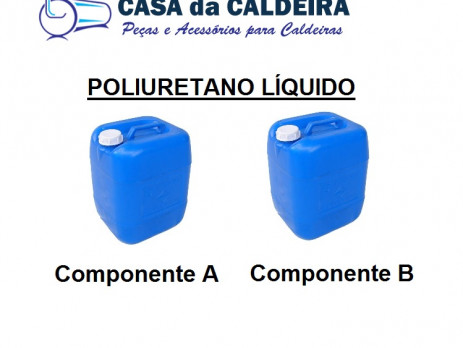 CASA da CALDEIRA
Peças e Acessórios para Caldeiras
POLIURETANO LÍQUIDO
Componente A Componente B